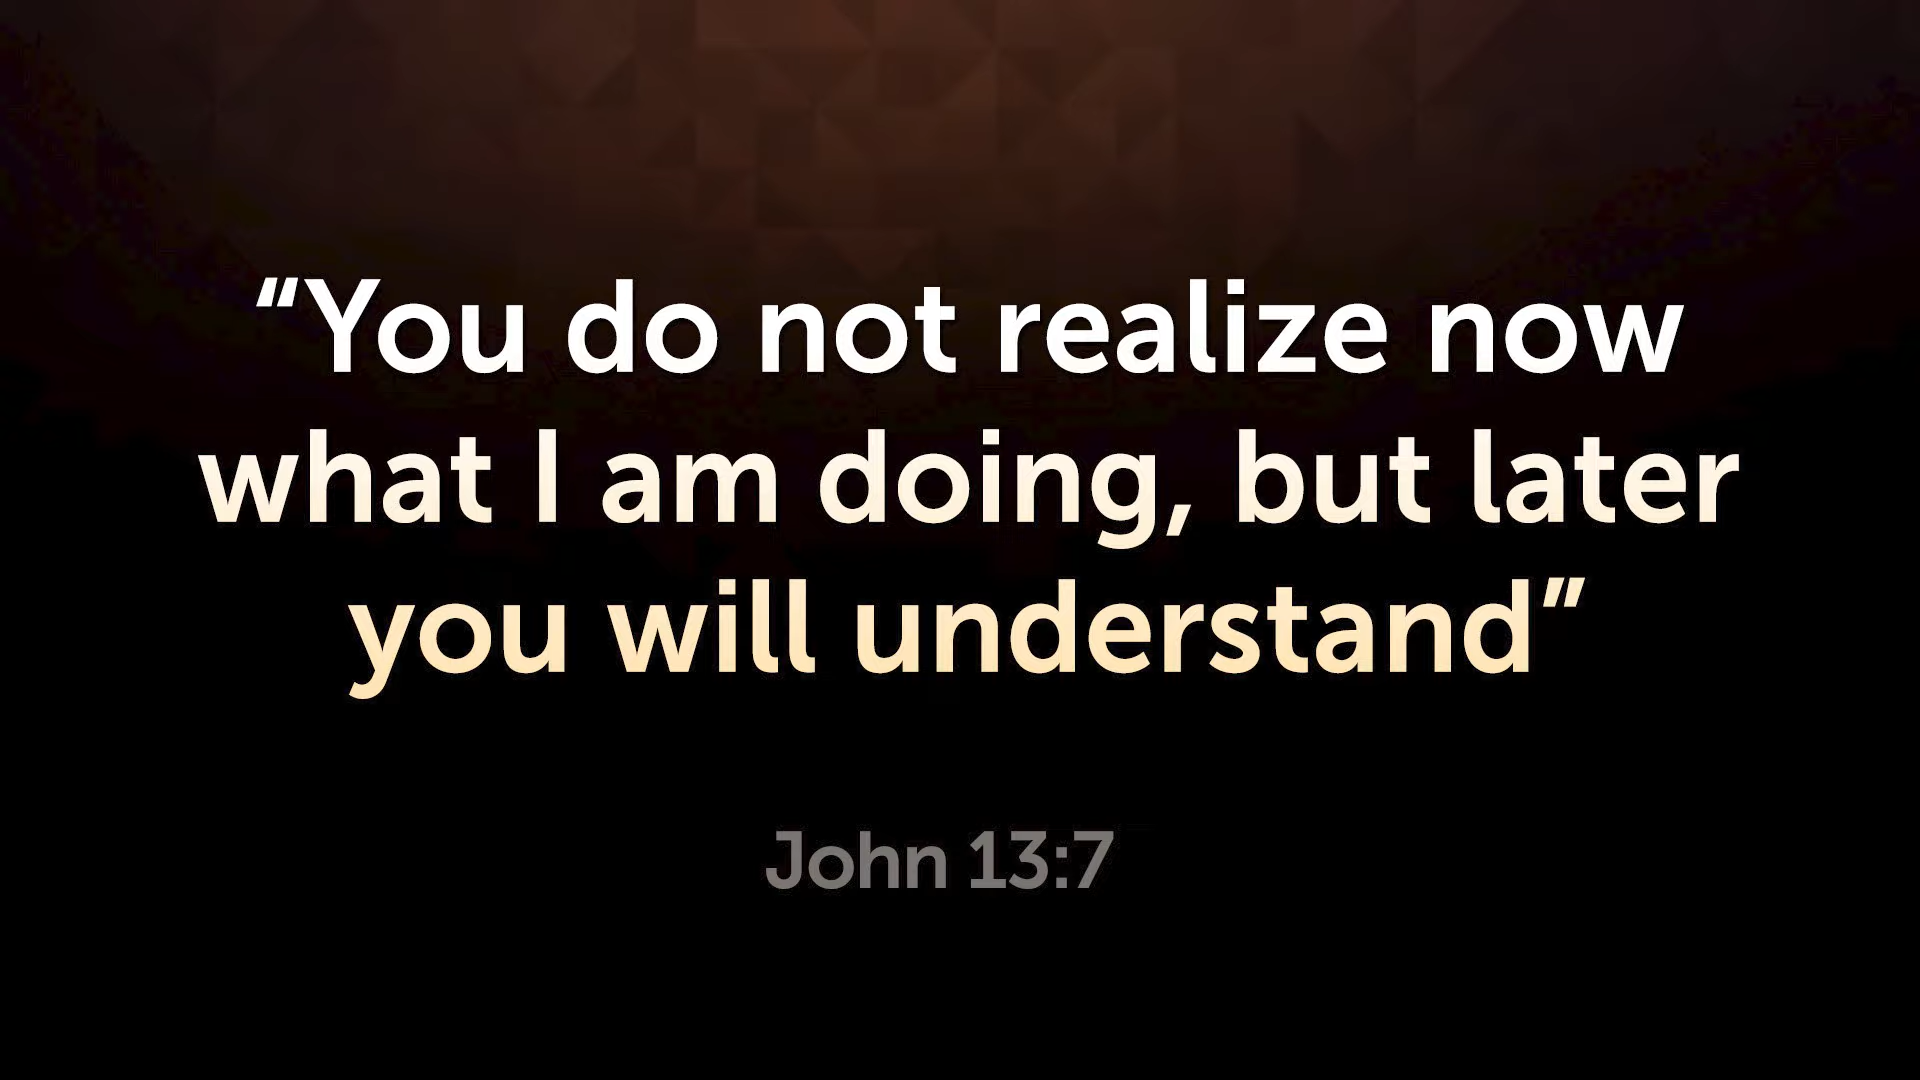 “You do not realize now
what I am doing, but later
you will understand”
John 13:7